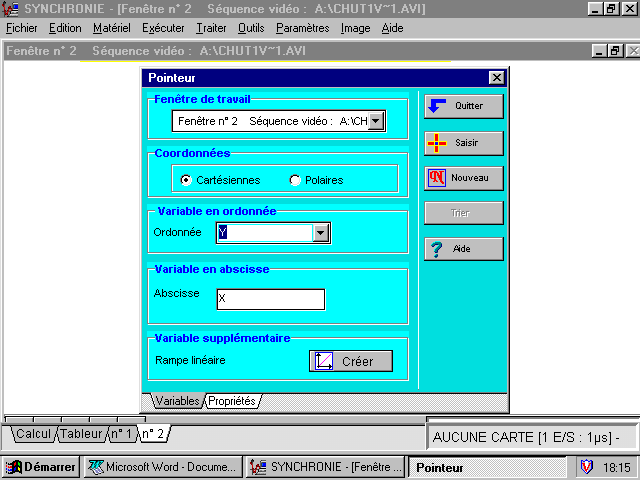 SYNCHRONIE - [Fenêtre n° 2 Séquence vidéo : A:\CHUT1V~1.AVI]
Fichier Edition Matériel Exécuter Traiter Outils Paramètres Image Aide
Fenêtre n° 2 Séquence vidéo : A:\CHUT1V~1.AVI
Pointeur
Fenêtre de travail
Fenêtre n° 2 Séquence vidéo : A:\CH
Quitter
Saisir
Nouveau
Trier
Aide
Coordonnées
Cartésiennes Polaires
Variable en ordonnée
Ordonnée Y
Variable en abscisse
Abscisse X
Variable supplémentaire
Rampe linéaire Créer
Variables Propriétés
Calcul Tableur n° 1 n° 2
AUCUNE CARTE [1 E/S : 1µs] -
Démarrer Microsoft Word - Docume... SYNCHRONIE - [Fenêtre ... Pointeur 18:15